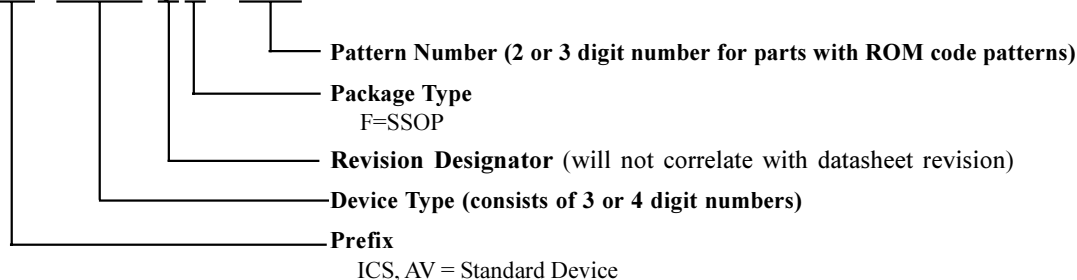 Pattern Number (2 or 3 digit number for parts with ROM code patterns)
Package Type
F=SSOP
Revision Designator (will not correlate with datasheet revision)
Device Type (consists of 3 or 4 digit numbers)
Prefix
ICS, AV = Standard Device